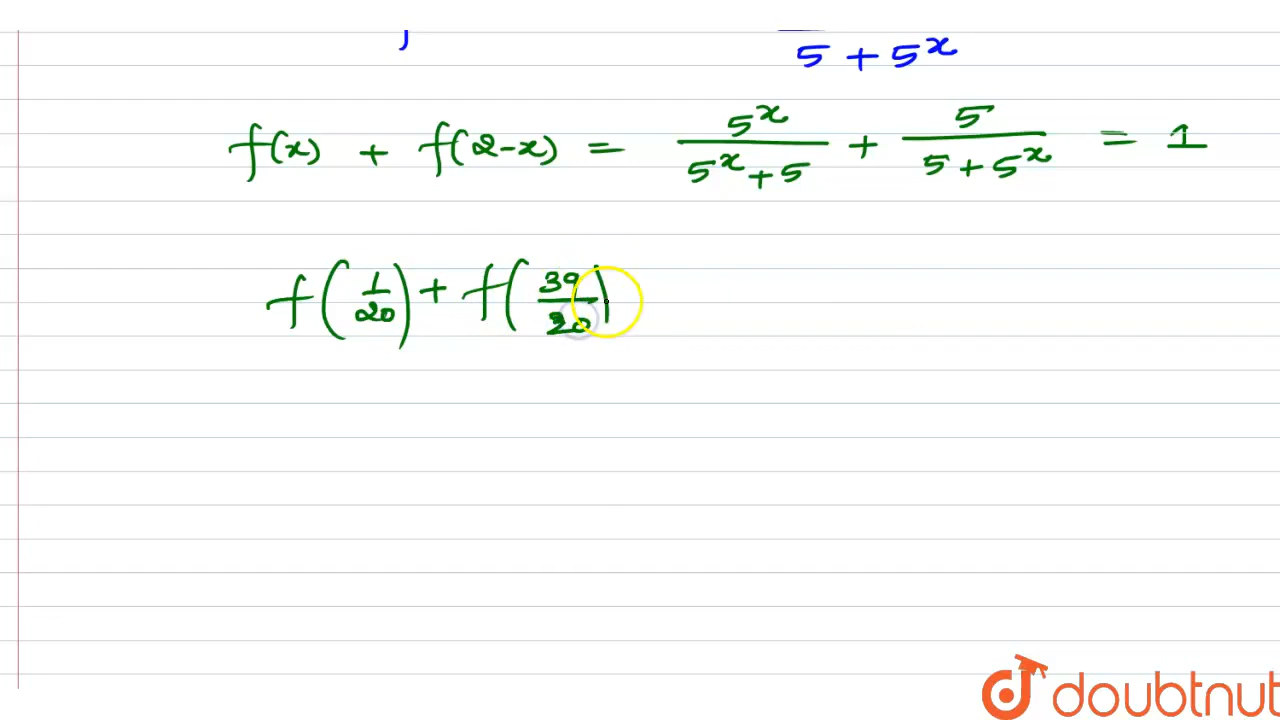 5 + 5^x
f(x) + f(2-x) = 5^x / (5^x + 5) + 5 / (5 + 5^x) = 1
f(1/20) + f(39/20)
doubtnut